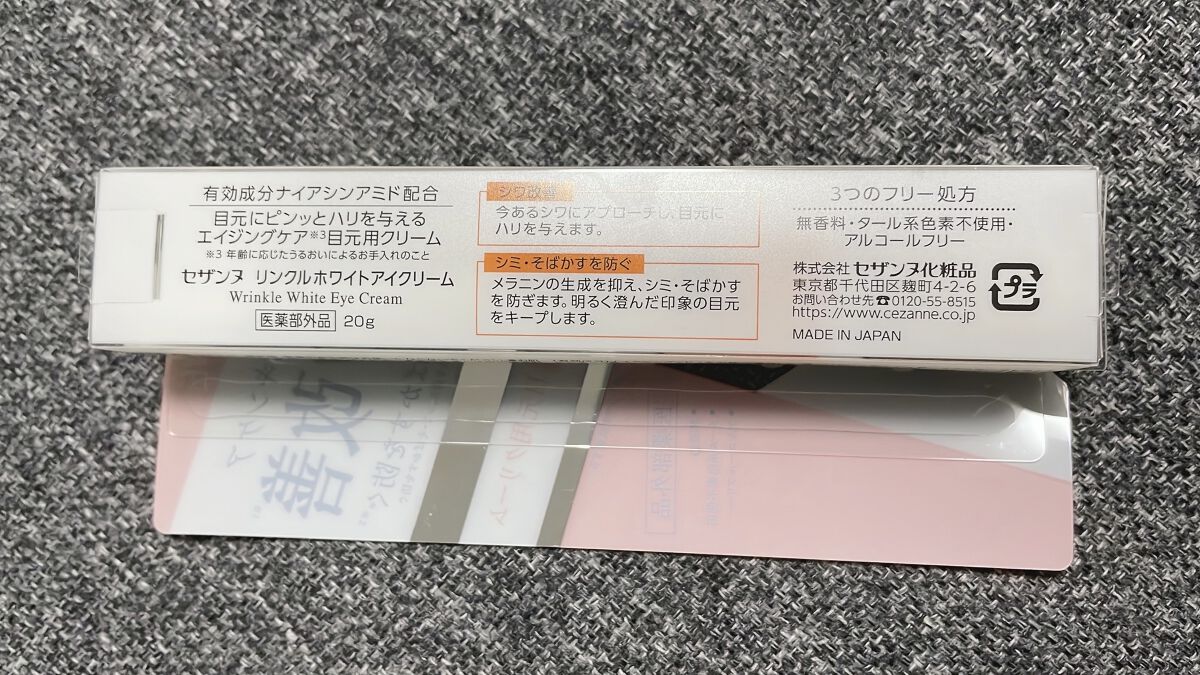 有効成分ナイアシンアミド配合
目元にピンッとハリを与える
エイジングケア※3目元用クリーム
※3 年齢に応じたうるおいによるお手入れのこと
セザンヌ リンクルホワイトアイクリーム
Wrinkle White Eye Cream
医薬部外品 20g
シワ改善
今あるシワにアプローチし、目元に
ハリを与えます。
シミ・そばかすを防ぐ
メラニンの生成を抑え、シミ・そばかす
を防ぎます。明るく澄んだ印象の目元
をキープします。
3つのフリー処方
無香料・タール系色素不使用・
アルコールフリー
株式会社 セザンヌ化粧品
東京都千代田区麹町4-2-6
お問い合わせ先☎0120-55-8515
https://www.cezanne.co.jp
MADE IN JAPAN
プラ
改善
医薬部外品